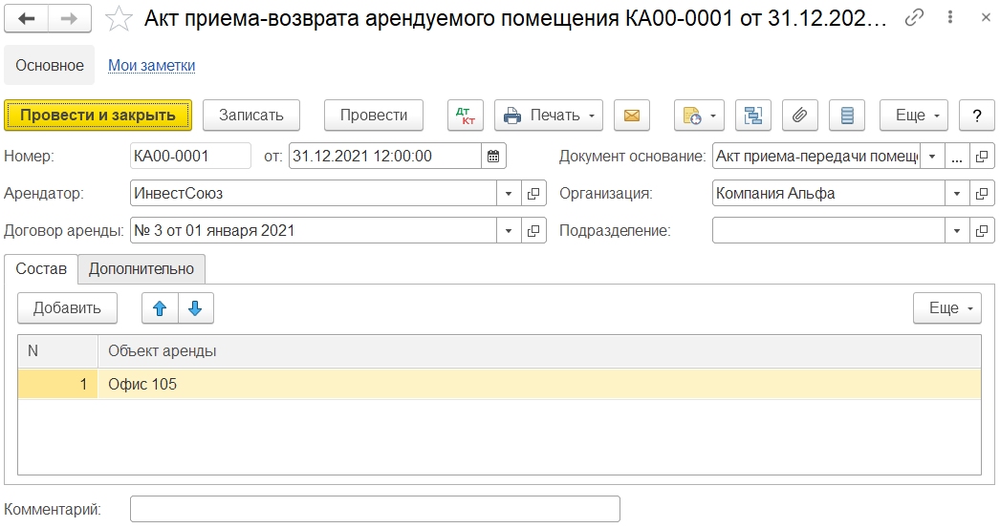 Акт приема-возврата арендуемого помещения КА00-0001 от 31.12.202...
Основное Мои заметки
Провести и закрыть Записать Провести Дт Кт Печать Еще ?
Номер: КА00-0001 от: 31.12.2021 12:00:00 Документ основание: Акт приема-передачи помещ ...
Арендатор: ИнвестСоюз Организация: Компания Альфа
Договор аренды: № 3 от 01 января 2021 Подразделение:
Состав Дополнительно
Добавить Еще
N Объект аренды
1 Офис 105
Комментарий: